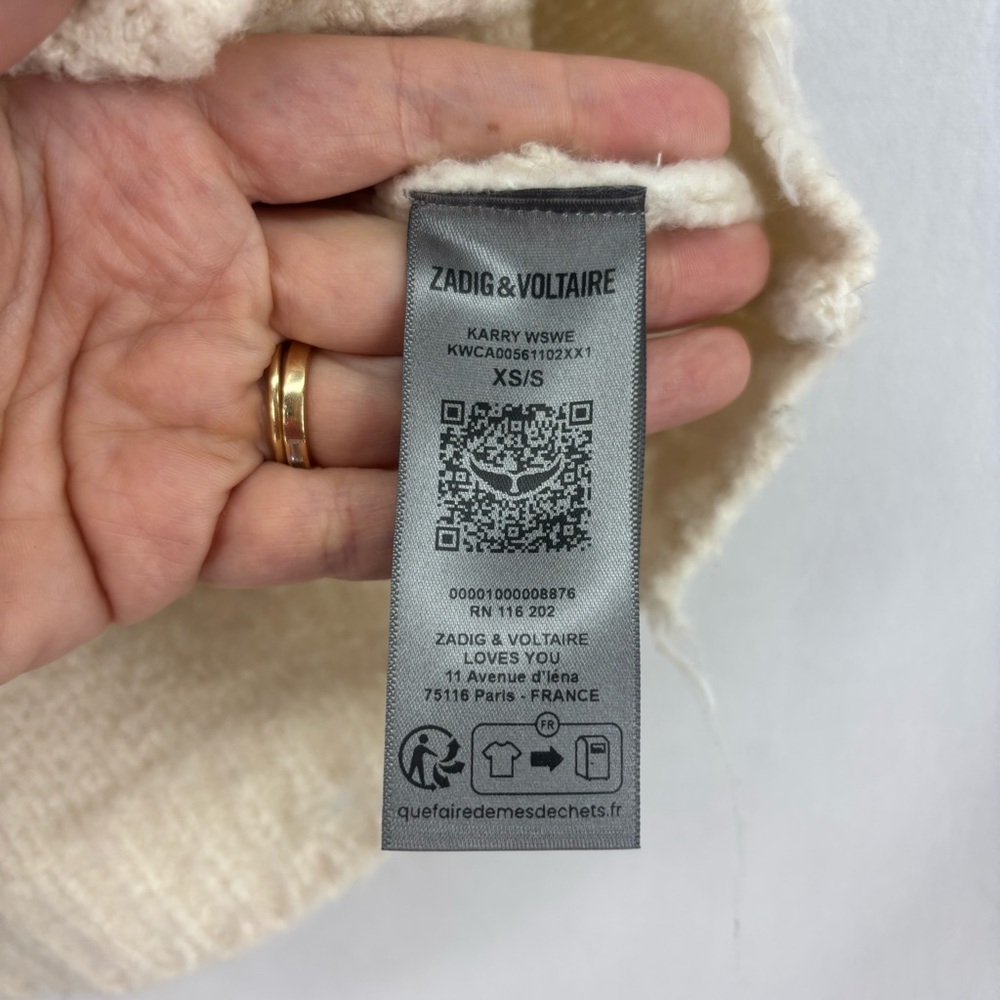 ZADIG&VOLTAIRE
KARRY WSWE
KWCA00561102XX1
XS/S
00001000008876
RN 116 202
ZADIG & VOLTAIRE
LOVES YOU
11 Avenue d'Iéna
75116 Paris - FRANCE
FR
quefairedemesdechets.fr